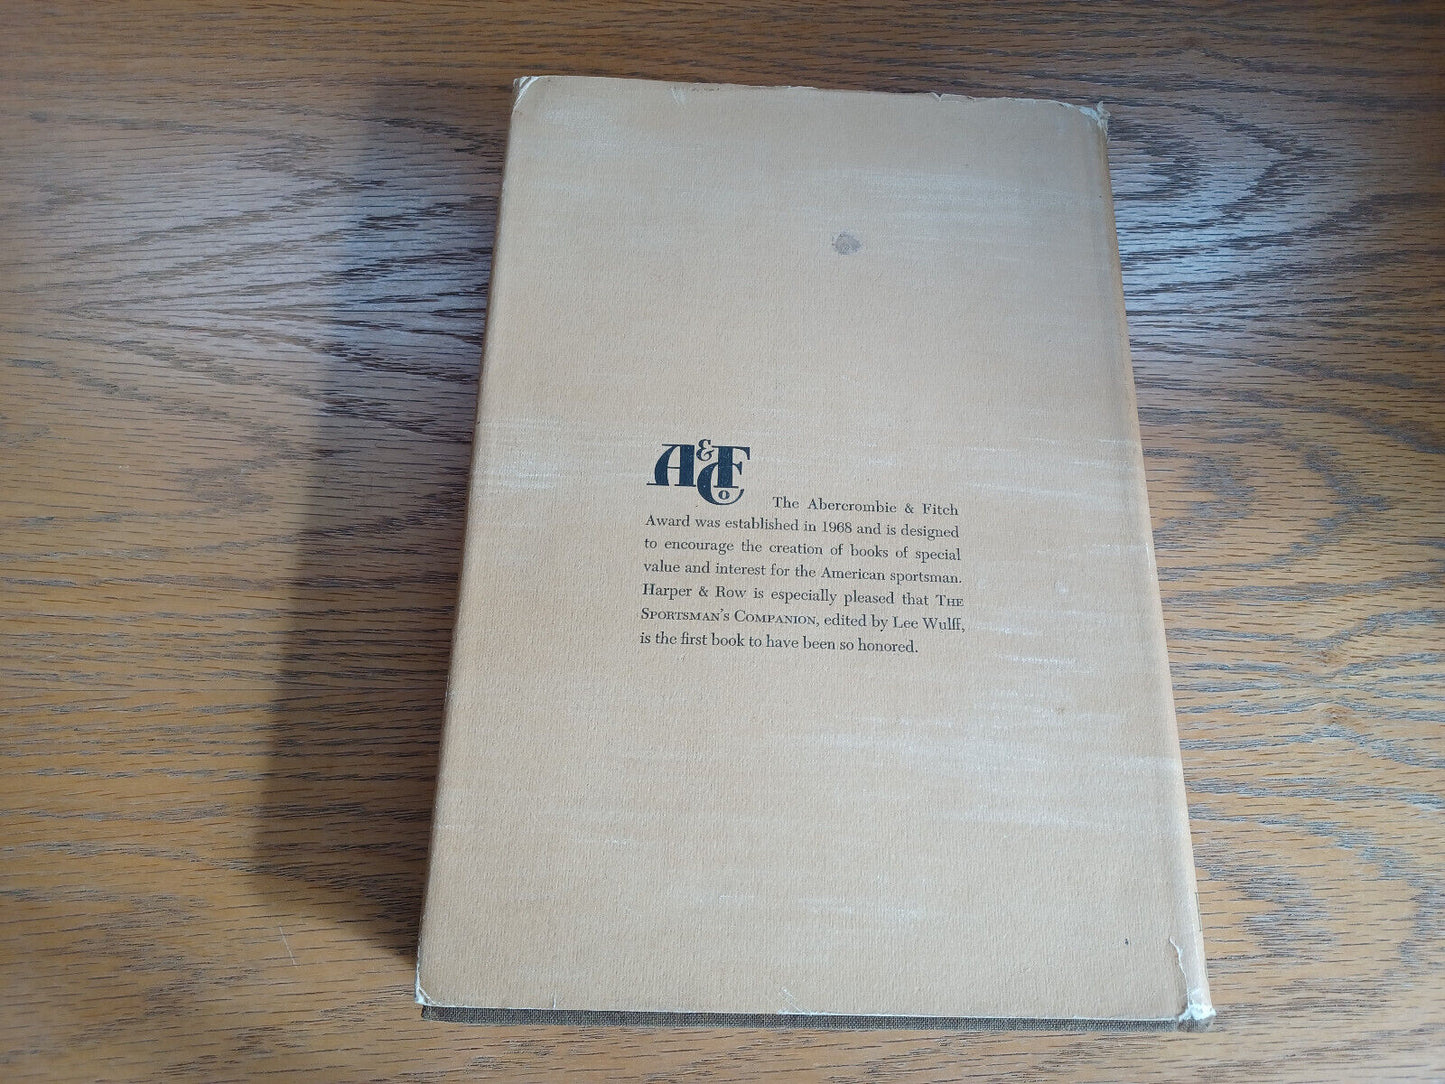 A&F Co
The Abercrombie & Fitch
Award was established in 1968 and is designed
to encourage the creation of books of special
value and interest for the American sportsman.
Harper & Row is especially pleased that THE
SPORTSMAN'S COMPANION, edited by Lee Wulff,
is the first book to have been so honored.